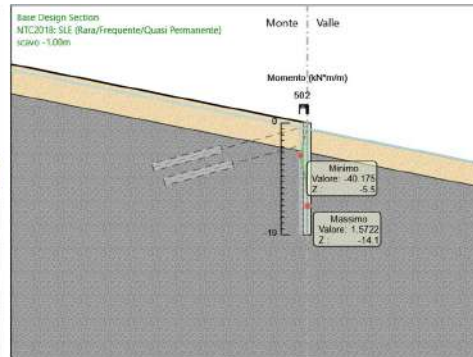 Base Design Section
NTC2018: SLE (Rara/Frequente/Quasi Permanente)
scavo -1.00m
Monte Valle
Momento (kN*m/m)
502
0
Minimo
Valore: -40.175
Z -5.5
Massimo
Valore: 1.5722
Z -14.1
19